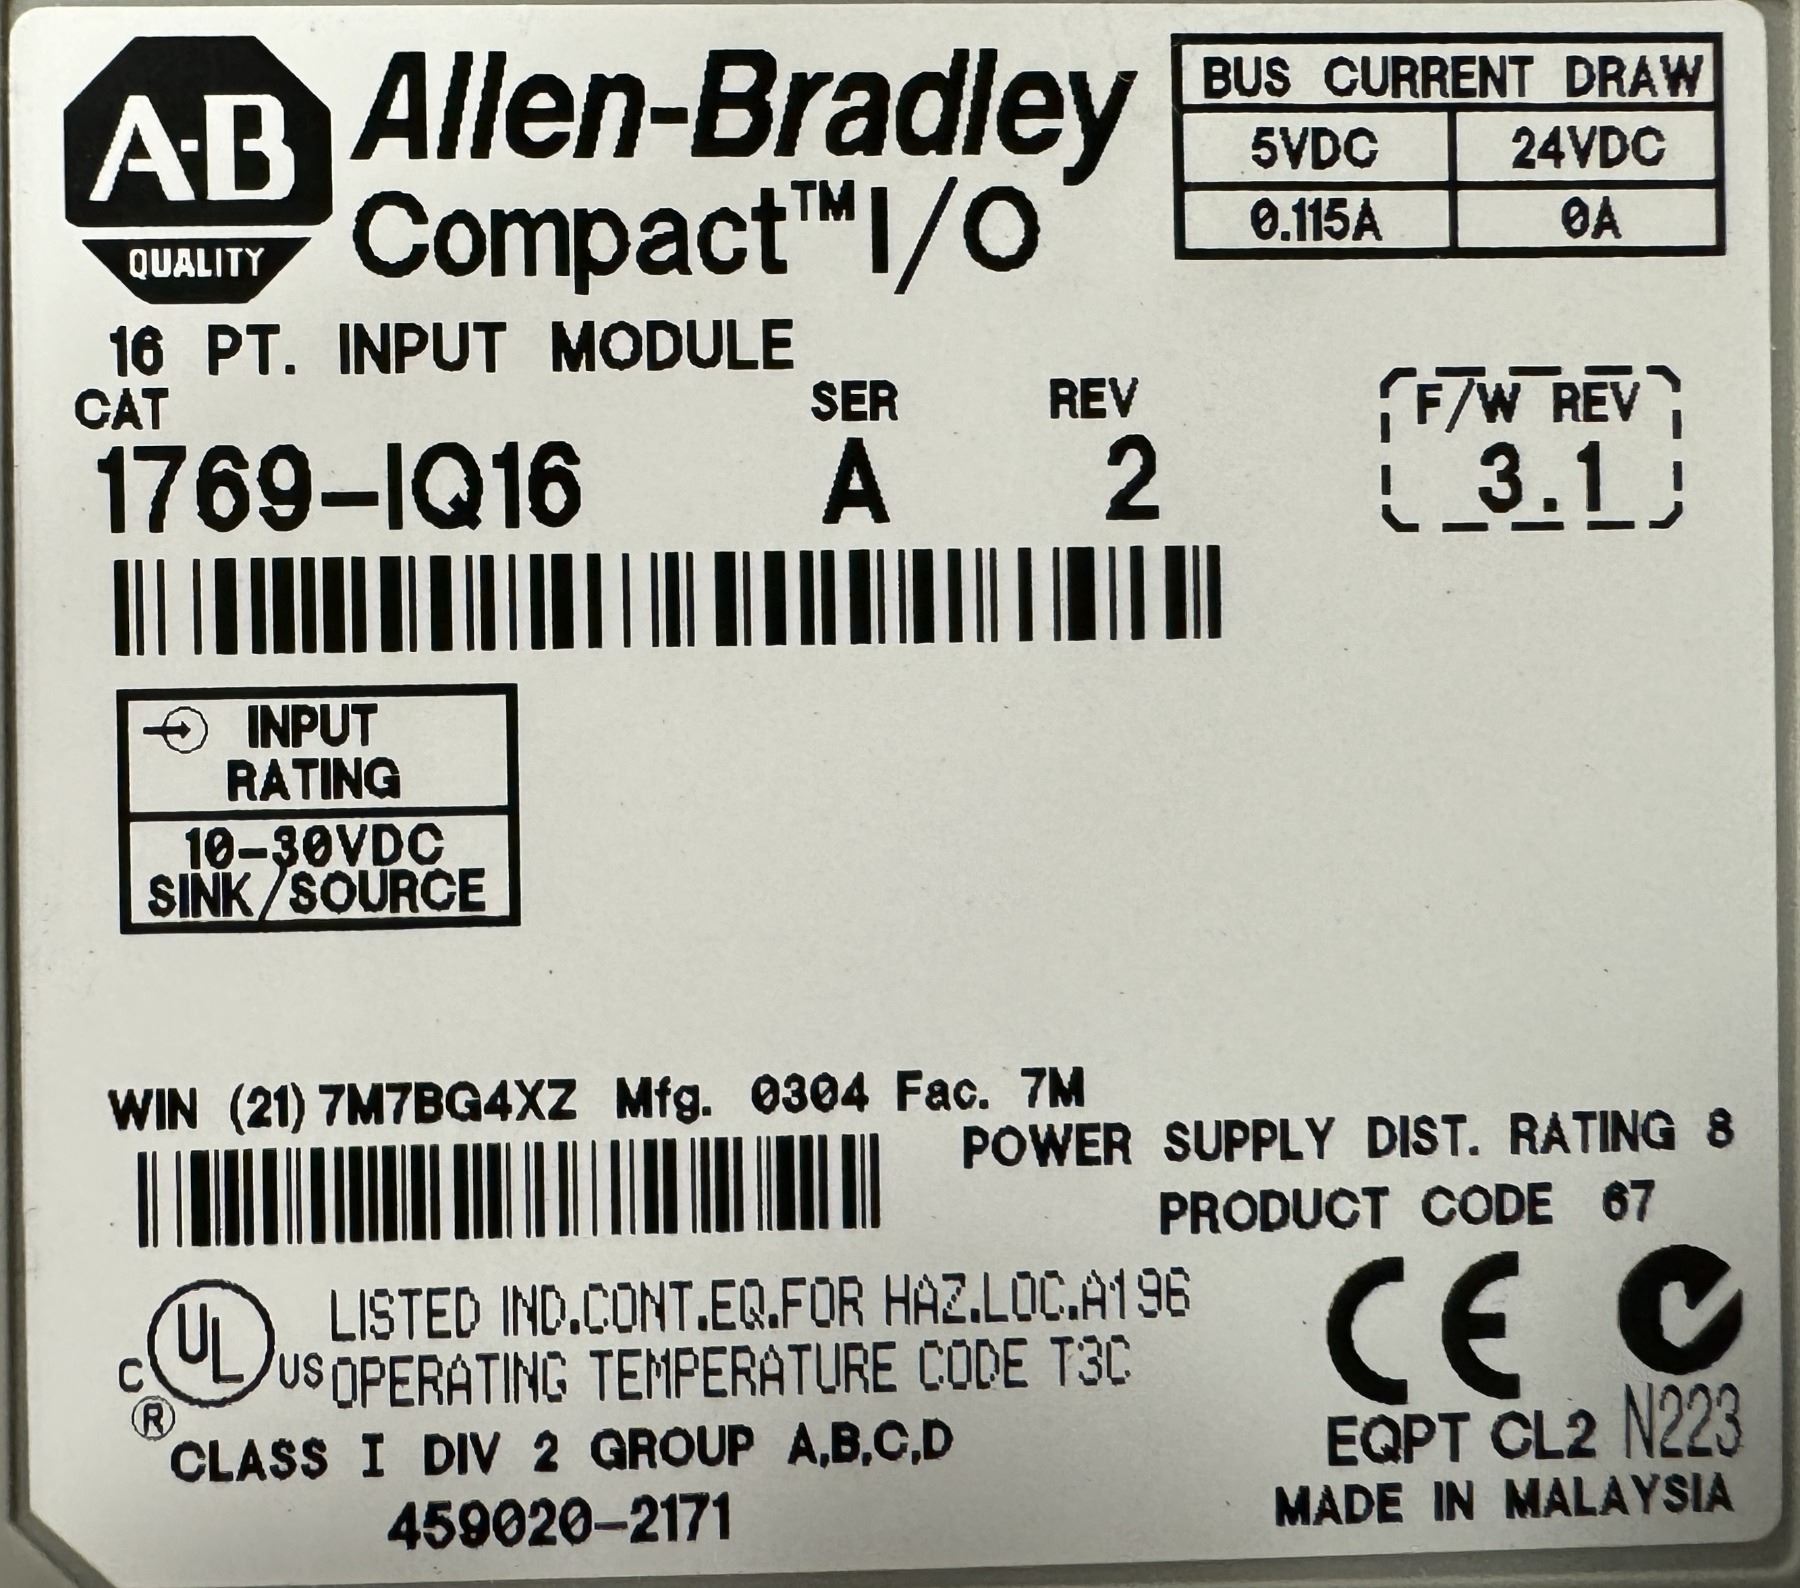 A-B
QUALITY
Allen-Bradley
Compact™ I/O
BUS CURRENT DRAW
5VDC 24VDC
0.115A 0A
16 PT. INPUT MODULE
CAT SER REV F/W REV
1769-IQ16 A 2 3.1
INPUT
RATING
10-30VDC
SINK/SOURCE
WIN (21) 7M7BG4XZ Mfg. 0304 Fac. 7M
POWER SUPPLY DIST. RATING 8
PRODUCT CODE 67
C UL US LISTED IND.CONT.EQ.FOR HAZ.LOC.A196
OPERATING TEMPERATURE CODE T3C
®
CLASS I DIV 2 GROUP A,B,C,D
459020-2171
CE
EQPT CL2 N223
MADE IN MALAYSIA